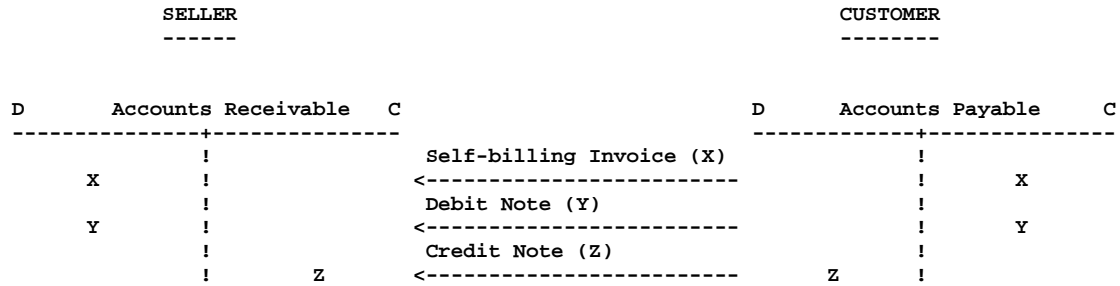 SELLER                                                CUSTOMER
------                                                --------
D       Accounts Receivable   C                            D      Accounts Payable     C
----------------+---------------                           --------------+---------------
                !                 Self-billing Invoice (X)               !
      X         !                <-------------------------              !       X
                !                 Debit Note (Y)                         !
      Y         !                <-------------------------              !       Y
                !                 Credit Note (Z)                        !
                !        Z       <-------------------------       Z      !